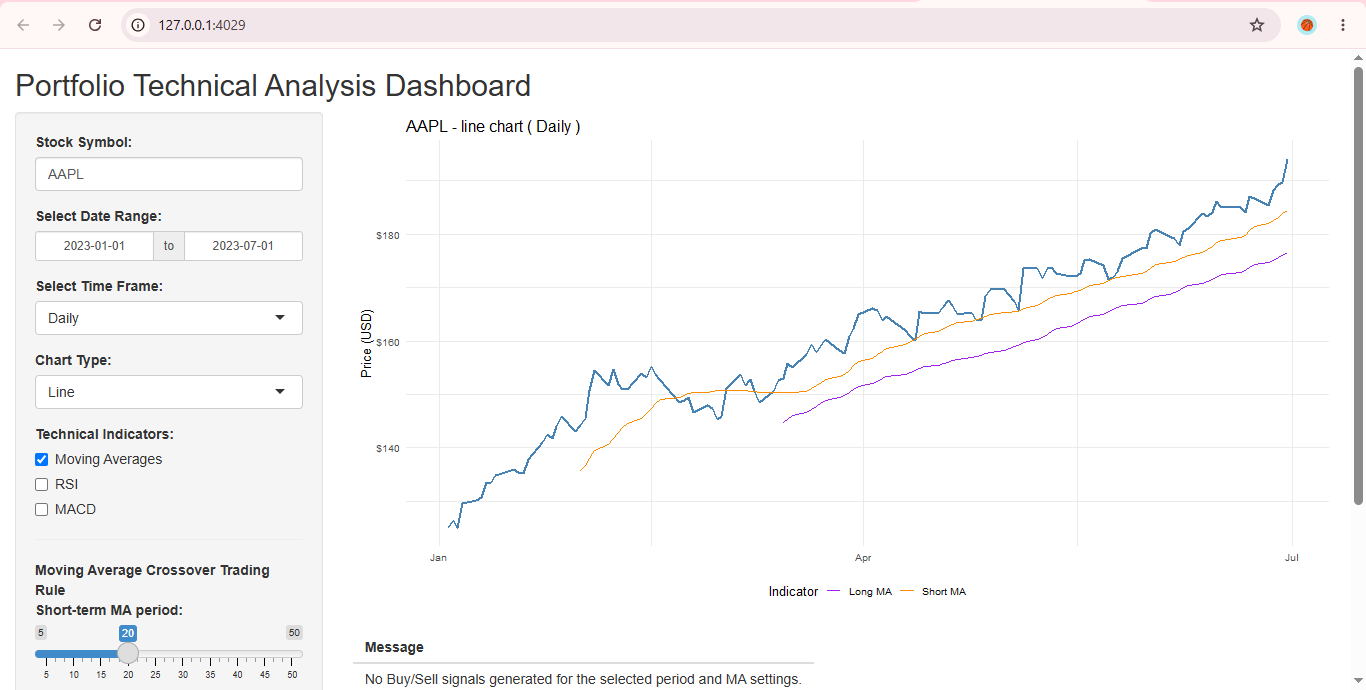 127.0.0.1:4029
Portfolio Technical Analysis Dashboard
Stock Symbol:
AAPL
Select Date Range:
2023-01-01 to 2023-07-01
Select Time Frame:
Daily
Chart Type:
Line
Technical Indicators:
Moving Averages
RSI
MACD
Moving Average Crossover Trading
Rule
Short-term MA period:
5 20 50
5 10 15 20 25 30 35 40 45 50
AAPL - line chart ( Daily )
Price (USD)
$180
$160
$140
Jan Apr Jul
Indicator Long MA Short MA
Message
No Buy/Sell signals generated for the selected period and MA settings.